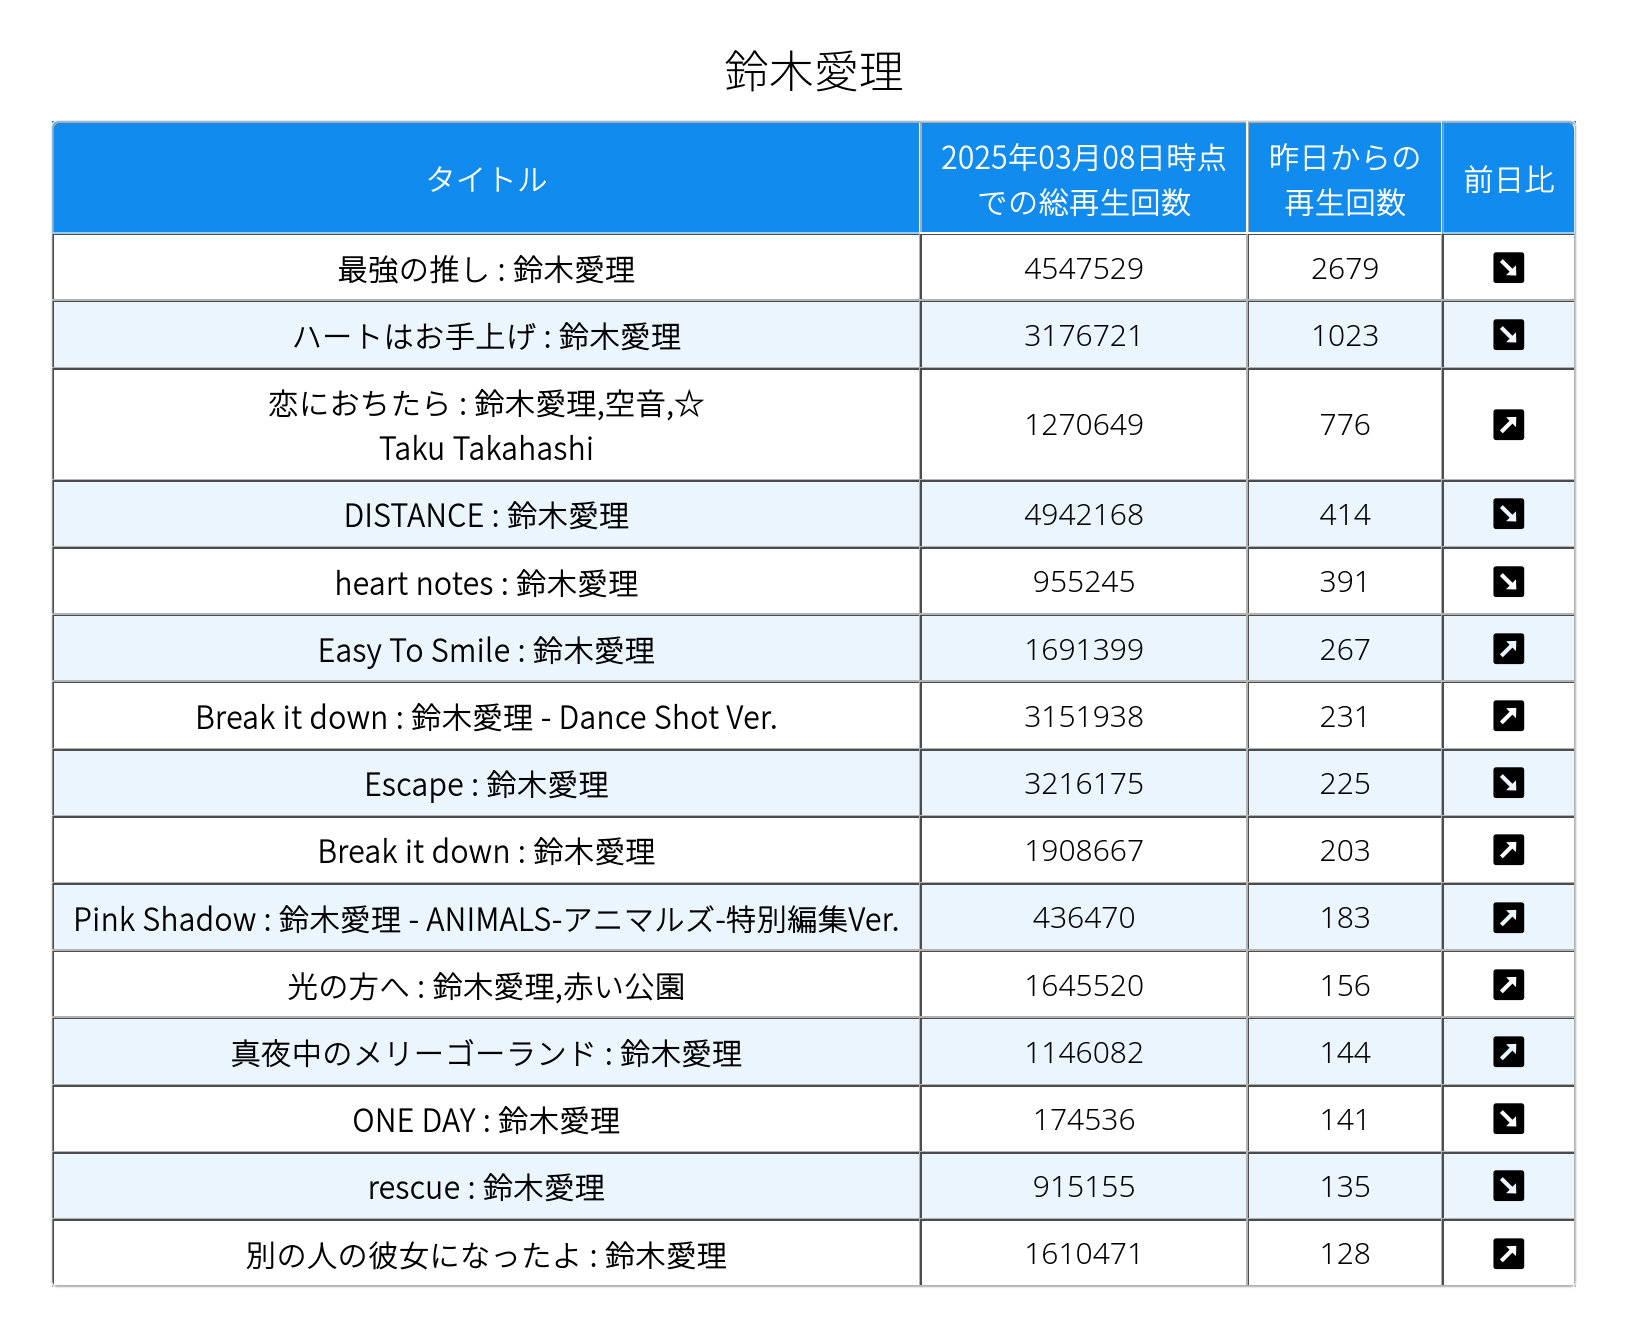 鈴木愛理
タイトル
2025年03月08日時点
での総再生回数
昨日からの
再生回数
前日比
最強の推し : 鈴木愛理 4547529 2679
ハートはお手上げ : 鈴木愛理 3176721 1023
恋におちたら : 鈴木愛理,空音,☆
Taku Takahashi 1270649 776
DISTANCE : 鈴木愛理 4942168 414
heart notes : 鈴木愛理 955245 391
Easy To Smile : 鈴木愛理 1691399 267
Break it down : 鈴木愛理 - Dance Shot Ver. 3151938 231
Escape : 鈴木愛理 3216175 225
Break it down : 鈴木愛理 1908667 203
Pink Shadow : 鈴木愛理 - ANIMALS-アニマルズ-特別編集Ver. 436470 183
光の方へ : 鈴木愛理,赤い公園 1645520 156
真夜中のメリーゴーランド : 鈴木愛理 1146082 144
ONE DAY : 鈴木愛理 174536 141
rescue : 鈴木愛理 915155 135
別の人の彼女になったよ : 鈴木愛理 1610471 128